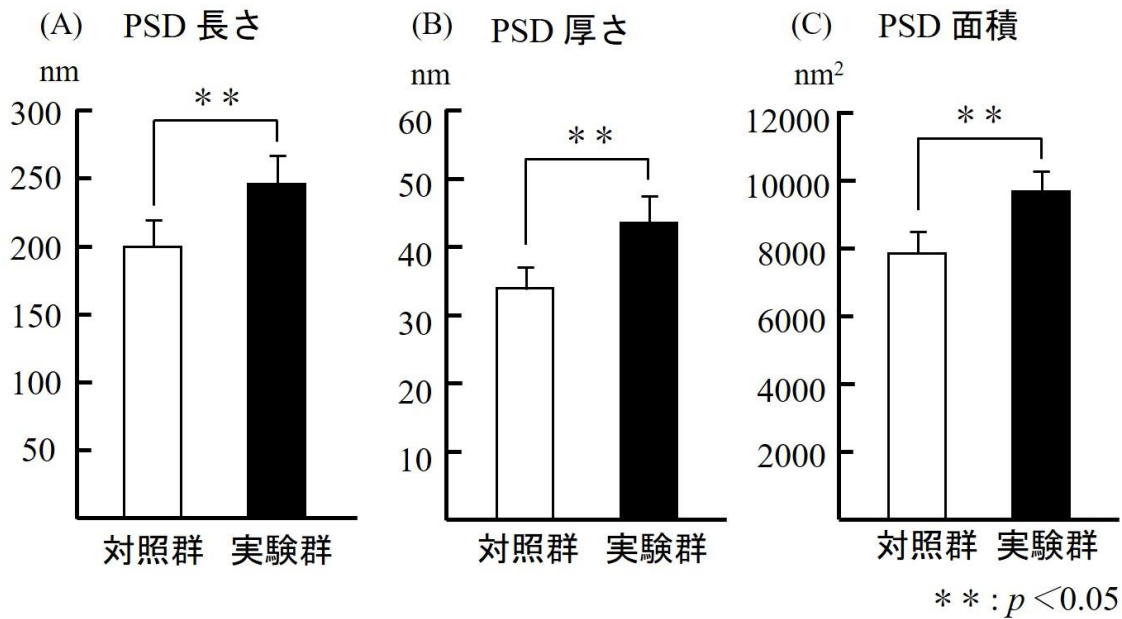 (A) PSD 長さ
nm
300
250
200
150
100
50
＊＊
対照群 実験群
(B) PSD 厚さ
nm
60
50
40
30
20
10
＊＊
対照群 実験群
(C) PSD 面積
nm²
12000
10000
8000
6000
4000
2000
＊＊
対照群 実験群
＊＊: p＜0.05